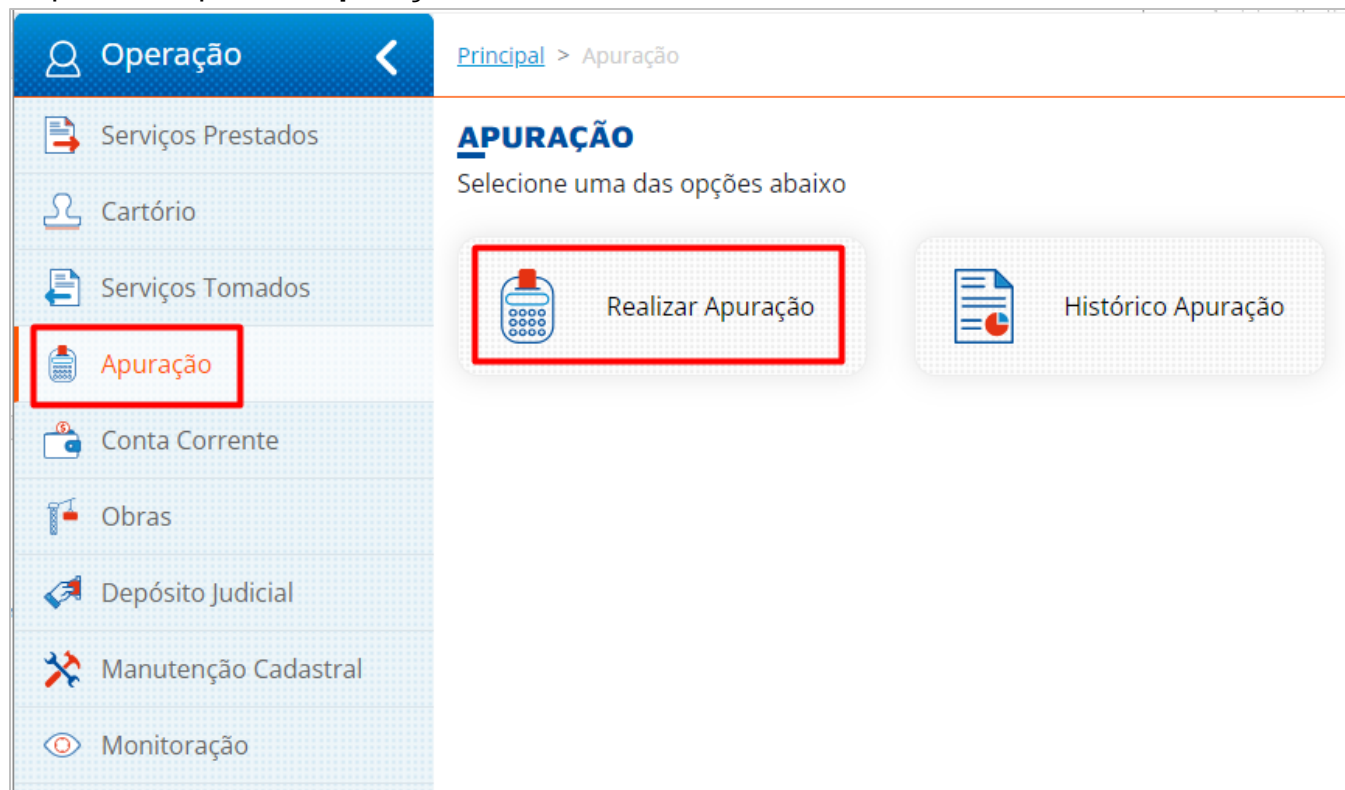 Operação
Principal > Apuração
Serviços Prestados
Cartório
Serviços Tomados
Apuração
Conta Corrente
Obras
Depósito Judicial
Manutenção Cadastral
Monitoração
APURAÇÃO
Selecione uma das opções abaixo
Realizar Apuração
Histórico Apuração